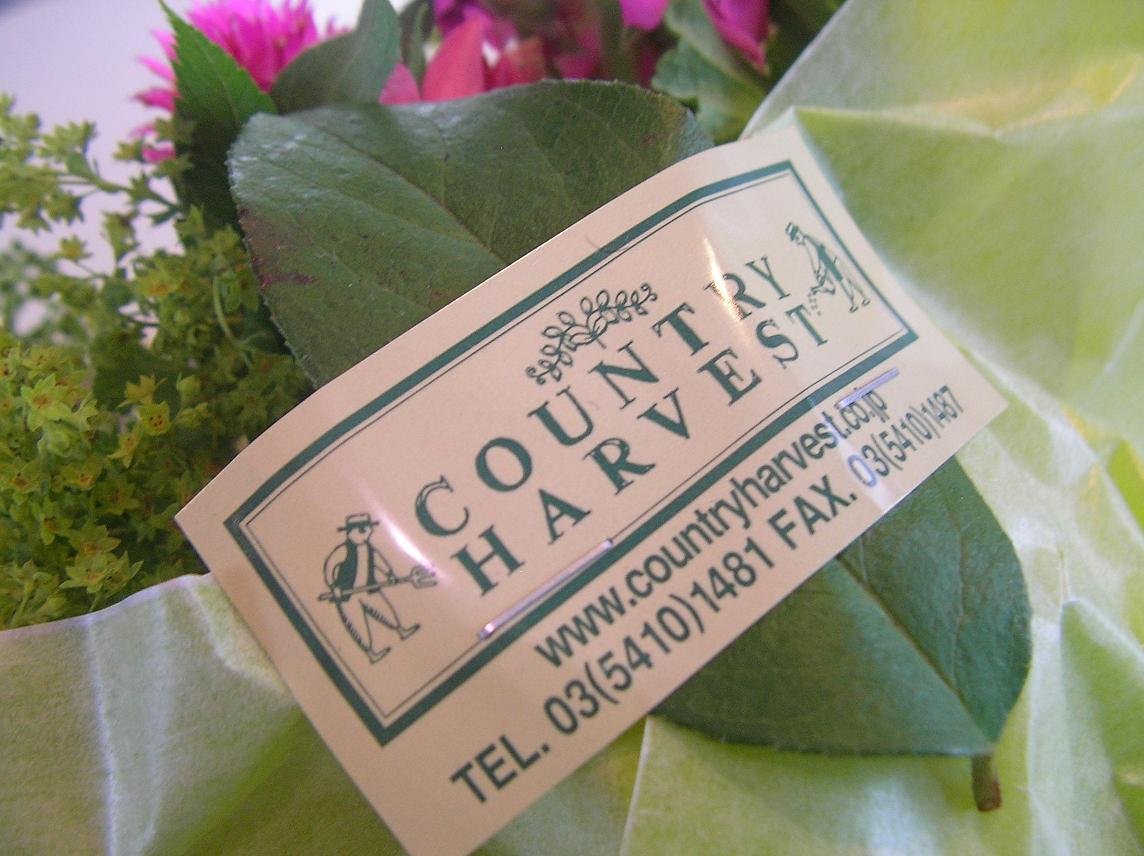 COUNTRY
HARVEST
www.countryharvest.co.jp
TEL. 03(5410)1481 FAX. 03(5410)1487